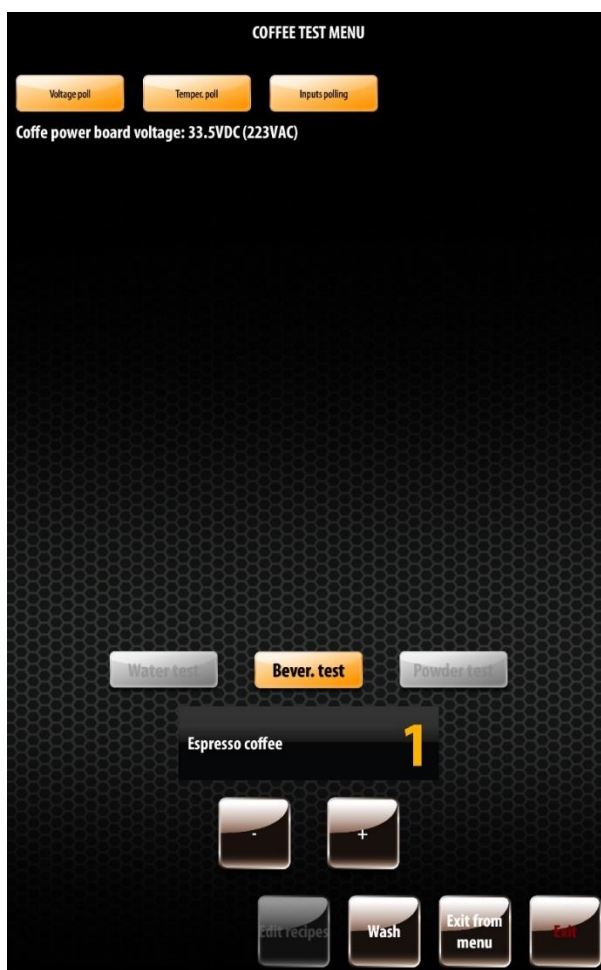 COFFEE TEST MENU
Voltage poll
Temper. poll
Inputs polling
Coffe power board voltage: 33.5VDC (223VAC)
Water test
Bever. test
Powder test
Espresso coffee
1
-
+
Edit recipes
Wash
Exit from
menu
Exit